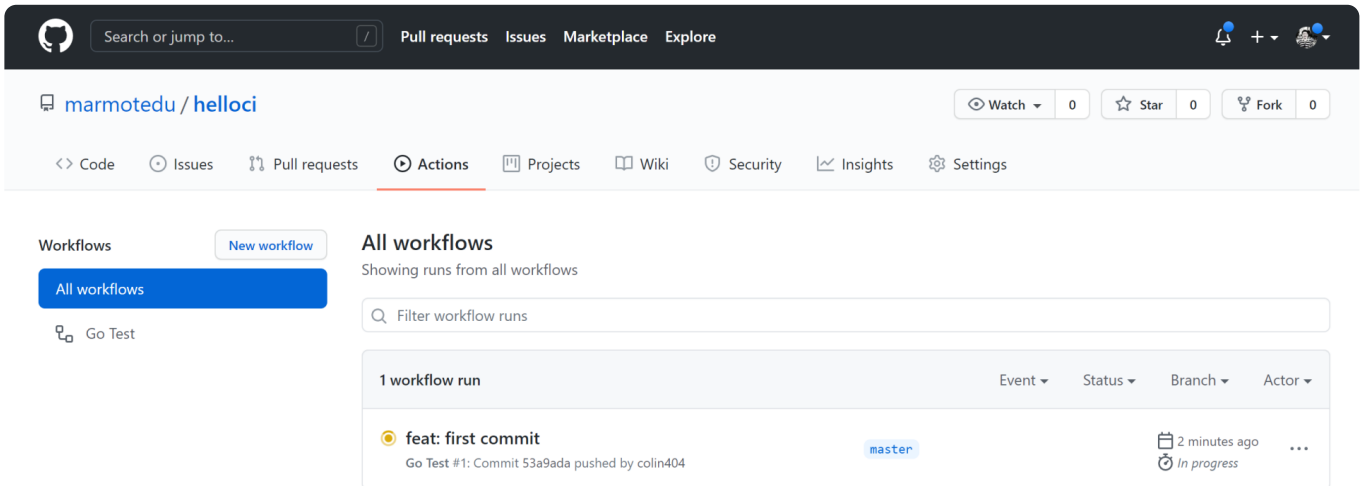 Search or jump to... / Pull requests Issues Marketplace Explore
marmotedu / helloci Watch 0 Star 0 Fork 0
Code Issues Pull requests Actions Projects Wiki Security Insights Settings
Workflows New workflow
All workflows
Go Test
All workflows
Showing runs from all workflows
Filter workflow runs
1 workflow run Event Status Branch Actor
feat: first commit
Go Test #1: Commit 53a9ada pushed by colin404
master
2 minutes ago
In progress